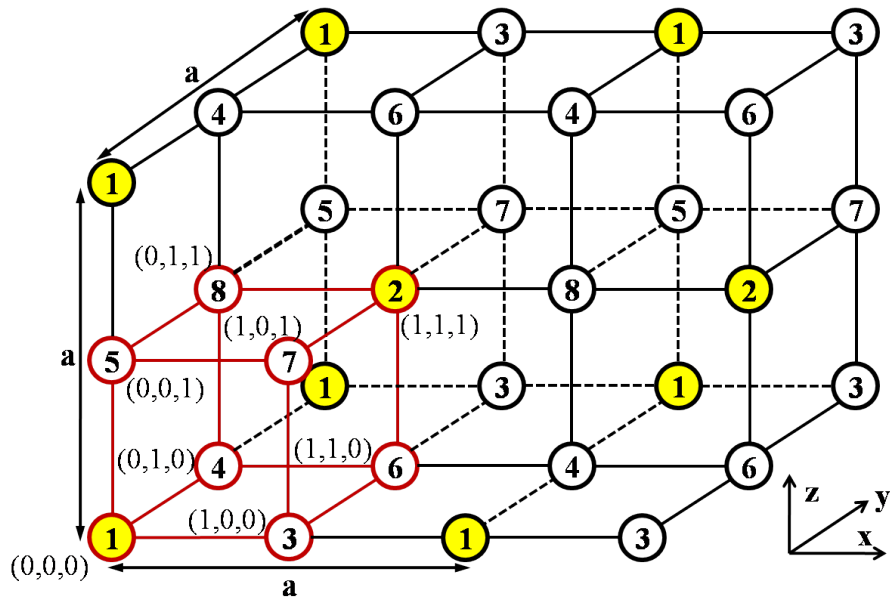 1 3 1 3
a
4 6 4 6
1
5 7 5 7
(0,1,1)
8 2 8 2
(1,0,1) (1,1,1)
a 5 7
(0,0,1) 1 3 1 3
(0,1,0) 4 (1,1,0) 6 4 6
z y
(1,0,0)
1 3 1 3 x
(0,0,0)
a